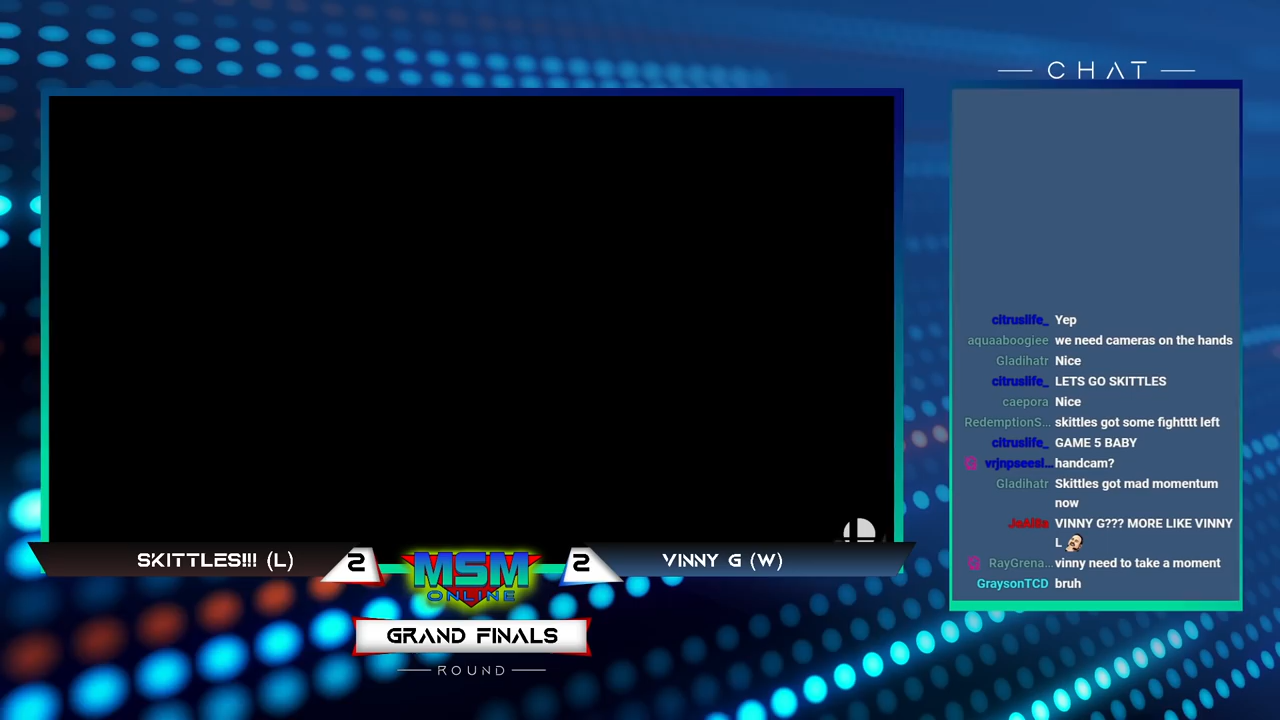 CHAT
citruslife_ Yep
aquaaboogiee we need cameras on the hands
Gladihatr Nice
citruslife_ LETS GO SKITTLES
caepora Nice
RedemptionS... skittles got some fightttt left
citruslife_ GAME 5 BABY
vrjnpseesl... handcam?
Gladihatr Skittles got mad momentum
now
VINNY G??? MORE LIKE VINNY
L
RayGrena... vinny need to take a moment
GraysonTCD bruh
SKITTLES!!! (L) 2 MSM 2 VINNY G (W)
ONLINE
GRAND FINALS
ROUND